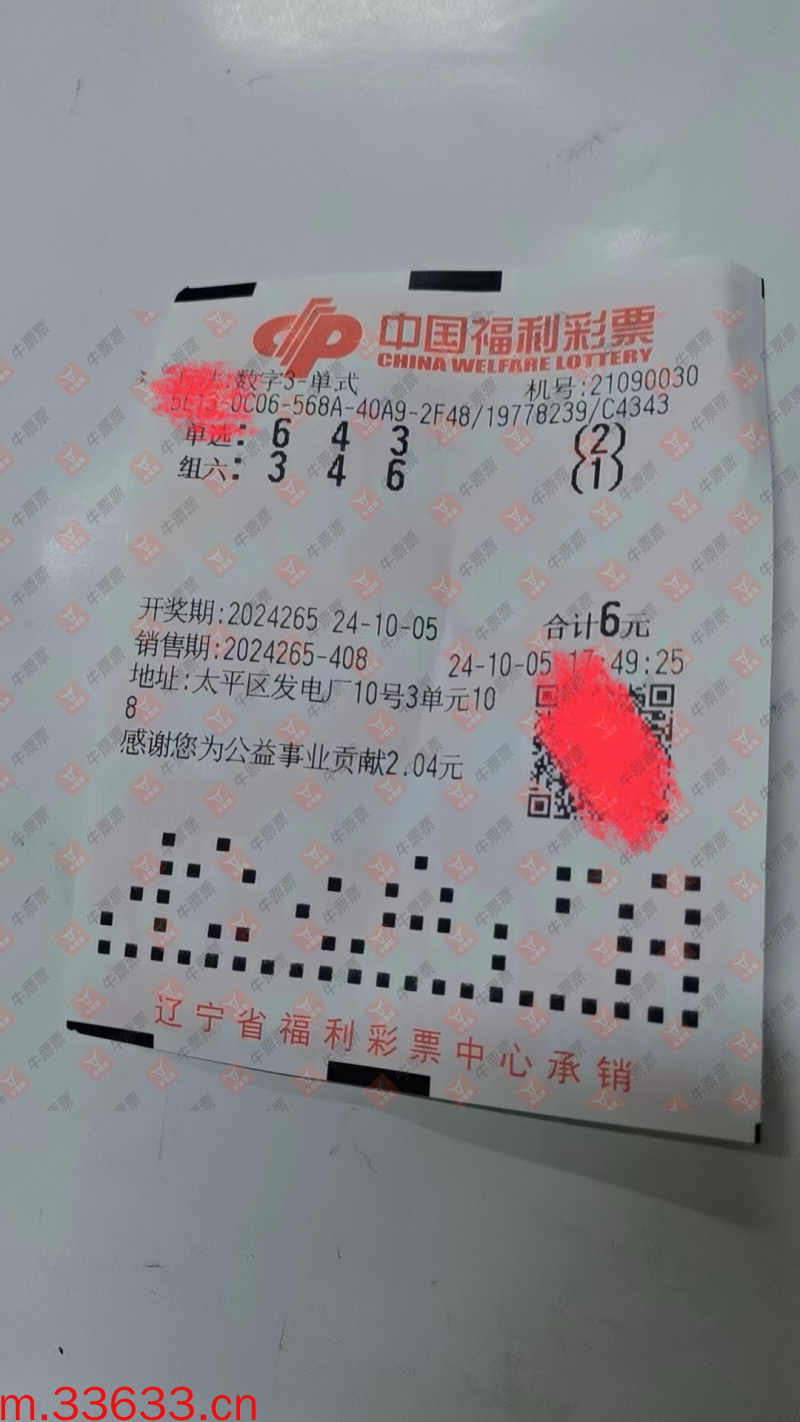 中国福利彩票
CHINA WELFARE LOTTERY
玩法:数字3-单式 机号:21090030
0C06-568A-40A9-2F48/19778239/C4343
单选: 6 4 3 (2)
组六: 3 4 6 (1)
开奖期:2024265 24-10-05 合计6元
销售期:2024265-408 24-10-05 17:49:25
地址:太平区发电厂10号3单元10
8
感谢您为公益事业贡献2.04元
辽宁省福利彩票中心承销
牛票票
m.33633.cn